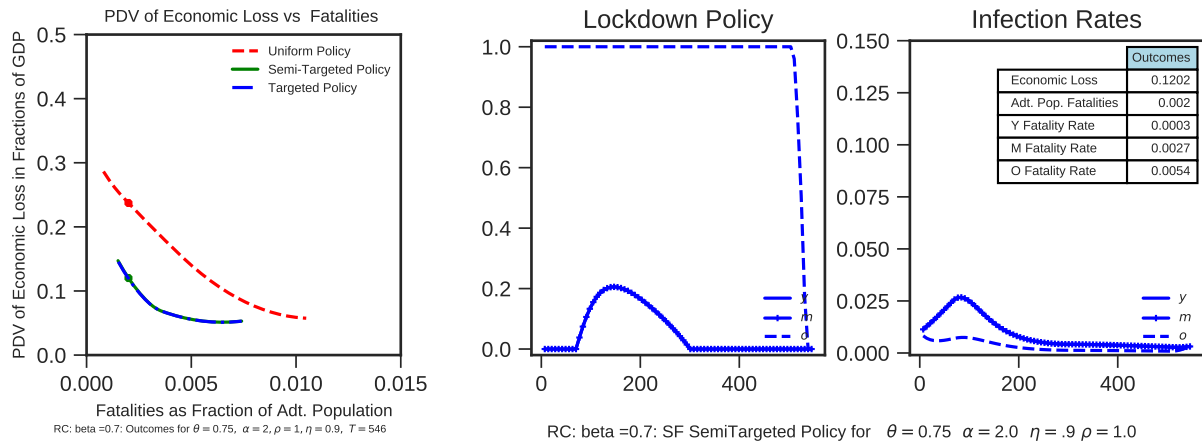 PDV of Economic Loss vs Fatalities
PDV of Economic Loss in Fractions of GDP
0.5
0.4
0.3
0.2
0.1
0.0
0.000
0.005
0.010
0.015
Uniform Policy
Semi-Targeted Policy
Targeted Policy
Fatalities as Fraction of Adt. Population
RC: beta =0.7: Outcomes for θ = 0.75, α = 2, ρ = 1, η = 0.9, T = 546
Lockdown Policy
1.0
0.8
0.6
0.4
0.2
0.0
0
200
400
y
m
o
Infection Rates
0.150
0.125
0.100
0.075
0.050
0.025
0.000
0
200
400
Outcomes
Economic Loss 0.1202
Adt. Pop. Fatalities 0.002
Y Fatality Rate 0.0003
M Fatality Rate 0.0027
O Fatality Rate 0.0054
y
m
o
RC: beta =0.7: SF SemiTargeted Policy for θ = 0.75 α = 2.0 η = .9 ρ = 1.0